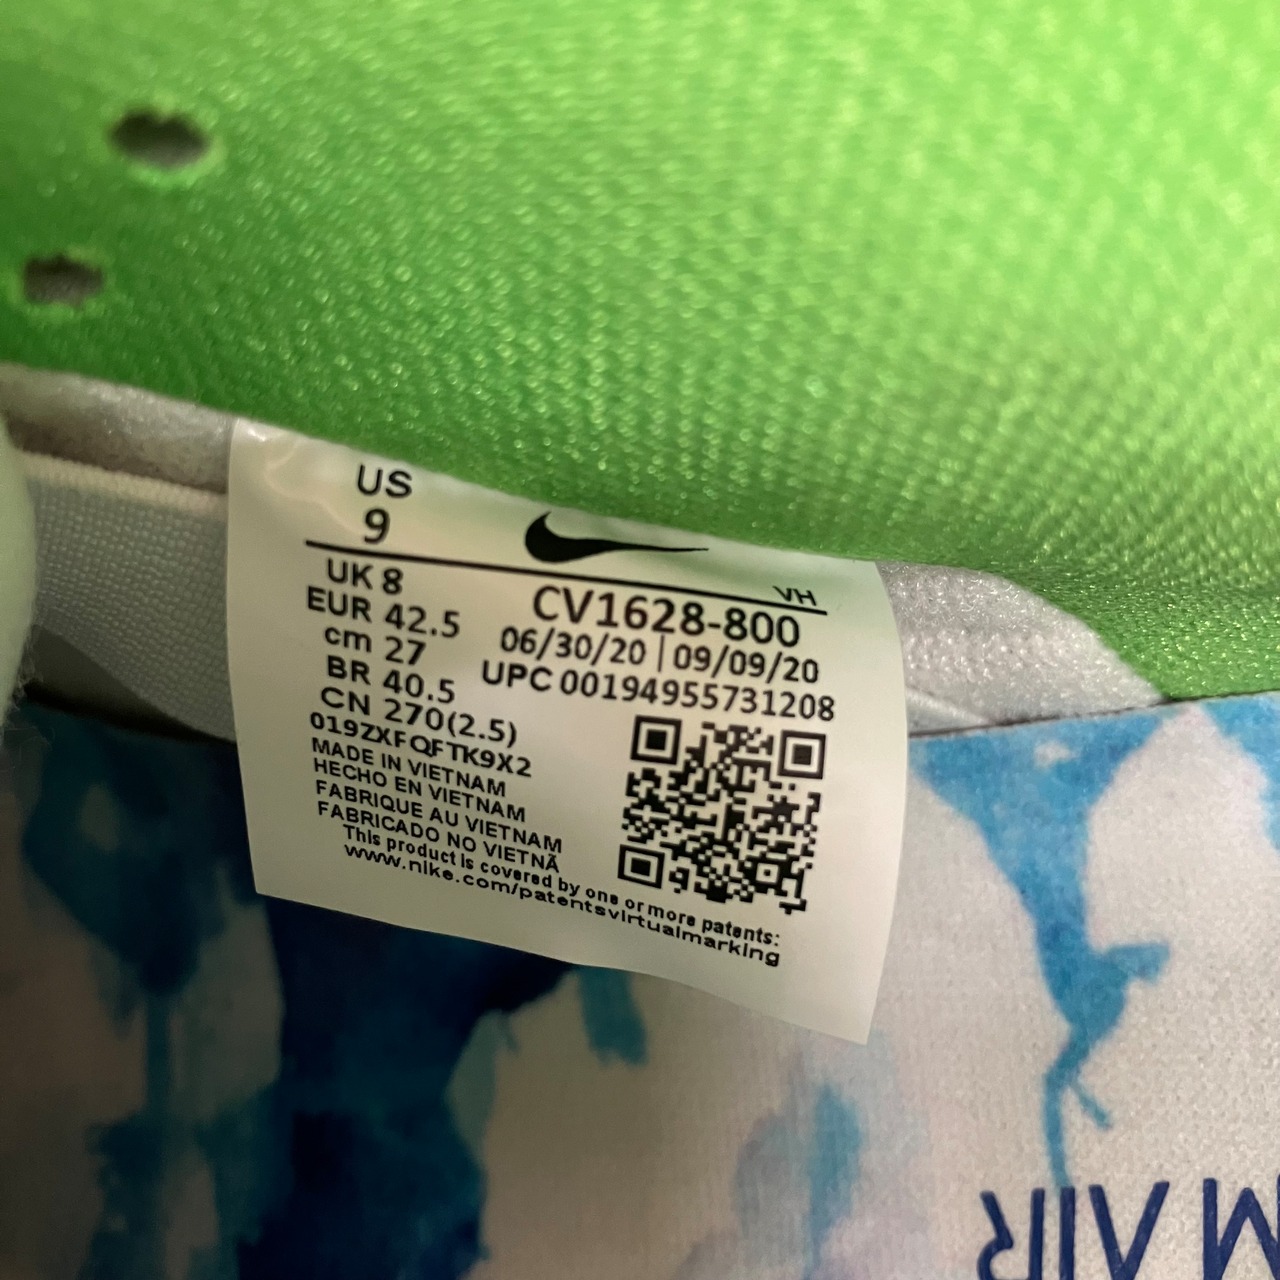 US
9
VH
UK 8
EUR 42.5
cm 27
BR 40.5
CN 270(2.5)
CV1628-800
06/30/20 | 09/09/20
UPC 00194955731208
019ZXFQFTK9X2
MADE IN VIETNAM
HECHO EN VIETNAM
FABRIQUE AU VIETNAM
FABRICADO NO VIETNÃ
This product is covered by one or more patents:
www.nike.com/patentsvirtualmarking
M AIR